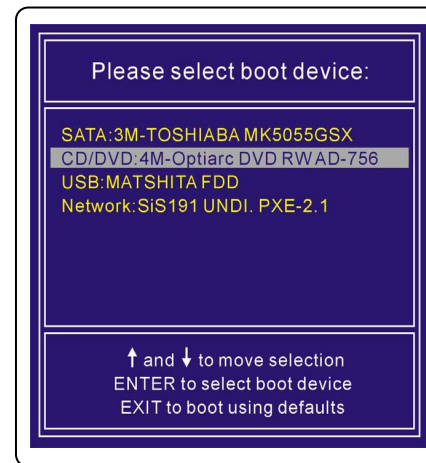 Please select boot device:
SATA:3M-TOSHIABA MK5055GSX
CD/DVD:4M-Optiarc DVD RWAD-756
USB:MATSHITA FDD
Network:SiS191 UNDI. PXE-2.1
↑ and ↓ to move selection
ENTER to select boot device
EXIT to boot using defaults